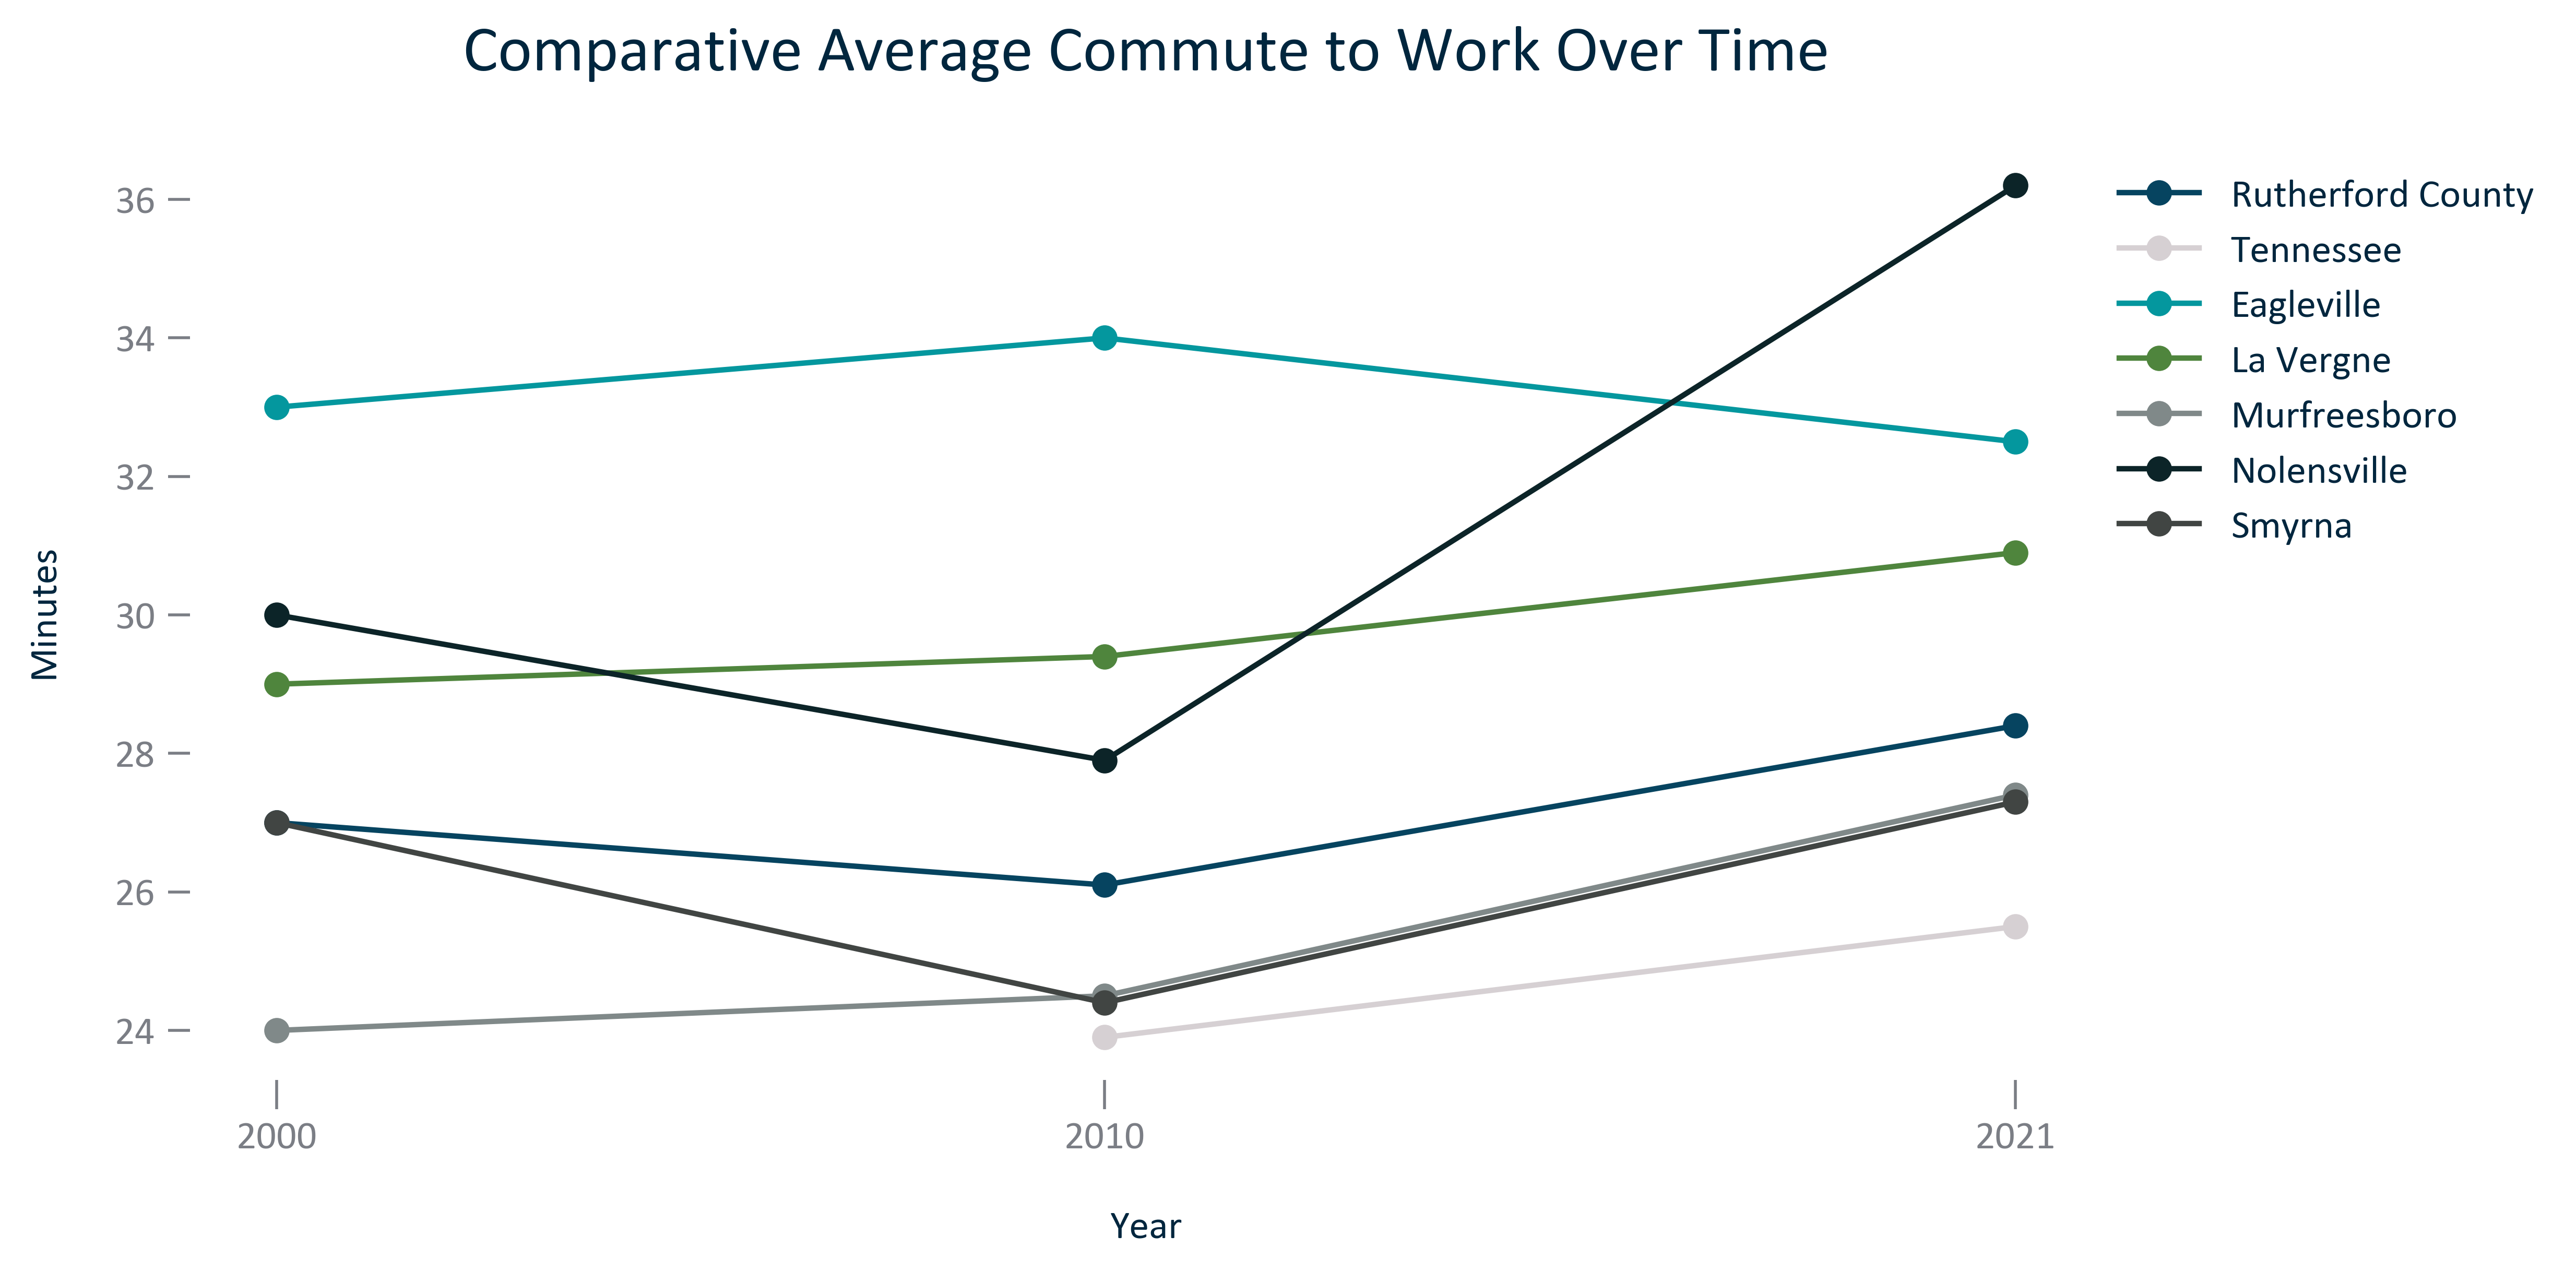 Comparative Average Commute to Work Over Time
36
34
32
30
28
26
24
Minutes
2000
2010
2021
Year
Rutherford County
Tennessee
Eagleville
La Vergne
Murfreesboro
Nolensville
Smyrna